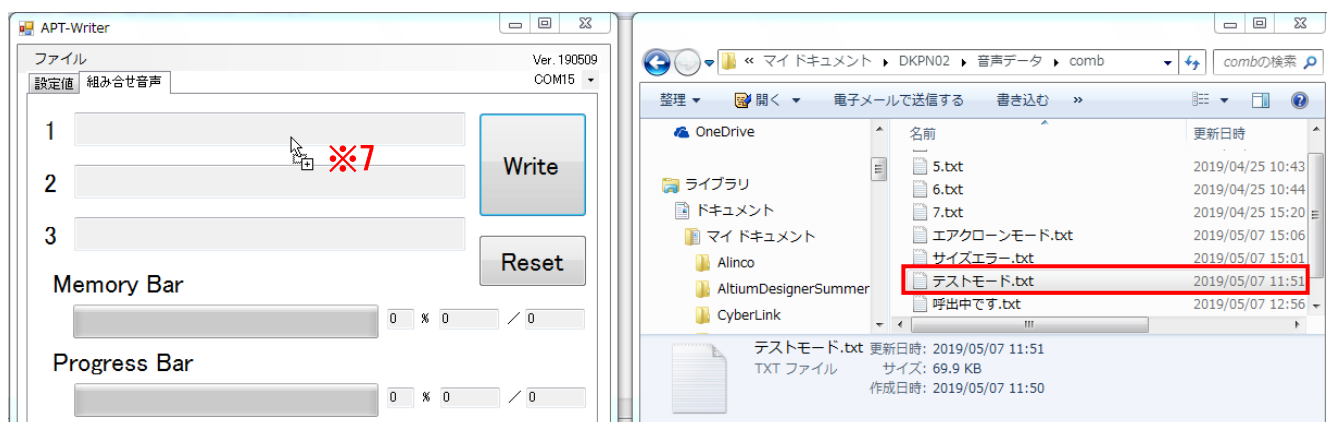 APT-Writer
ファイル
Ver. 190509
設定値 組み合せ音声
COM15
1
※7
Write
2
3
Reset
Memory Bar
0 % 0 / 0
Progress Bar
0 % 0 / 0
« マイ ドキュメント ▸ DKPN02 ▸ 音声データ ▸ comb
combの検索
整理 ▼ 開く ▼ 電子メールで送信する 書き込む »
OneDrive
ライブラリ
ドキュメント
マイ ドキュメント
Alinco
AltiumDesignerSummer
CyberLink
名前 更新日時
5.txt 2019/04/25 10:43
6.txt 2019/04/25 10:44
7.txt 2019/04/25 15:20
エアクローンモード.txt 2019/05/07 15:06
サイズエラー.txt 2019/05/07 15:01
テストモード.txt 2019/05/07 11:51
呼出中です.txt 2019/05/07 12:56
テストモード.txt 更新日時: 2019/05/07 11:51
TXT ファイル サイズ: 69.9 KB
作成日時: 2019/05/07 11:50